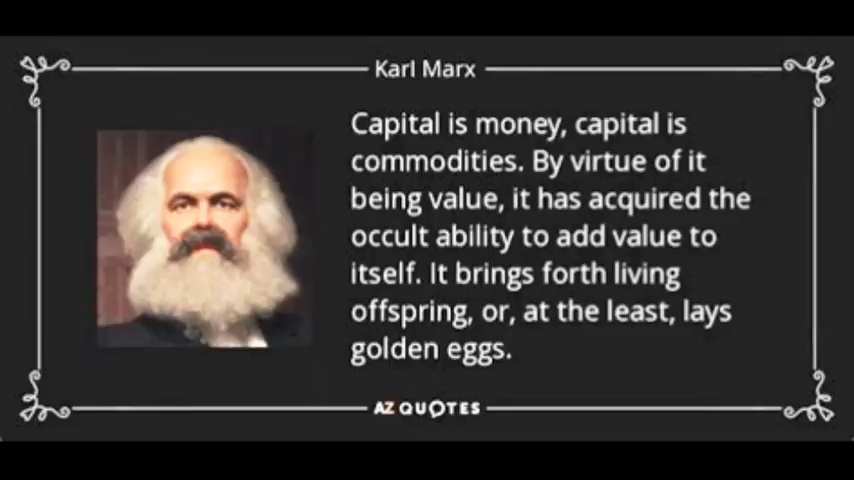 Karl Marx
Capital is money, capital is
commodities. By virtue of it
being value, it has acquired the
occult ability to add value to
itself. It brings forth living
offspring, or, at the least, lays
golden eggs.
AZ QUOTES